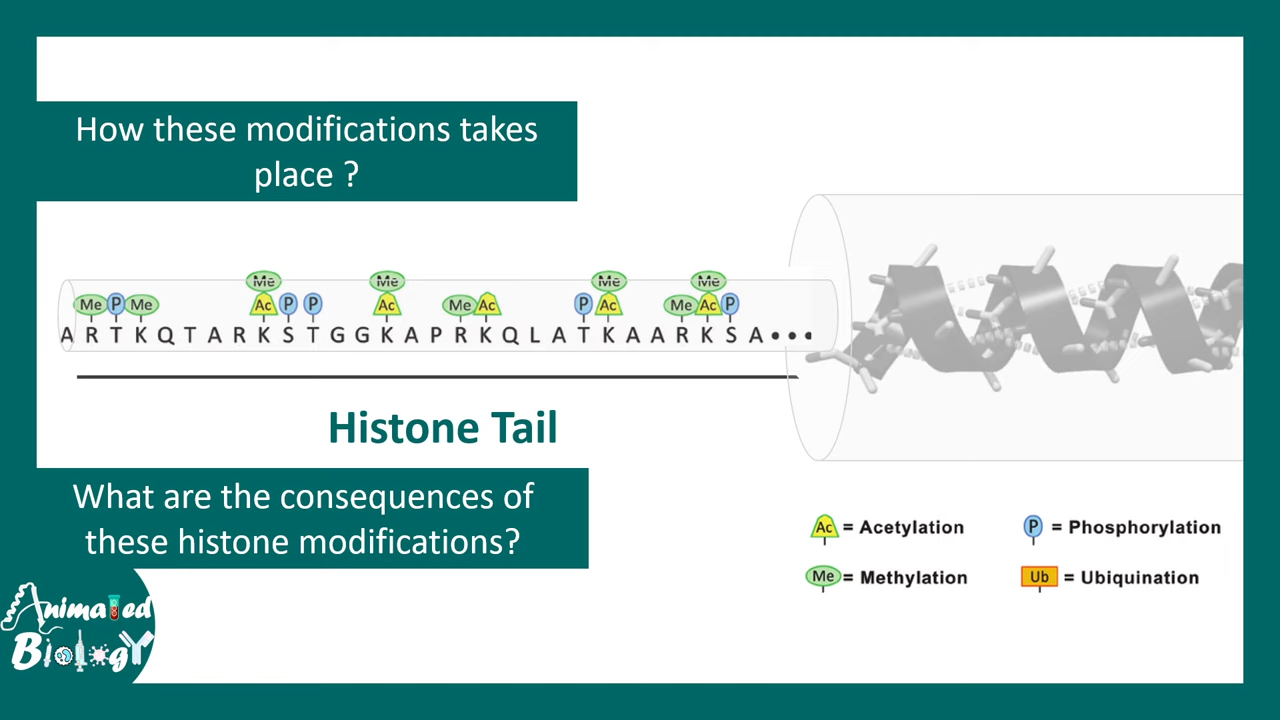 How these modifications takes
place ?
Me Me Me Me
Me P Me Ac P P Ac Me Ac P Ac Me Ac P
A R T K Q T A R K S T G G K A P R K Q L A T K A A R K S A •••
Histone Tail
What are the consequences of
these histone modifications?
Ac = Acetylation
P = Phosphorylation
Me = Methylation
Ub = Ubiquination
Animated
Biology